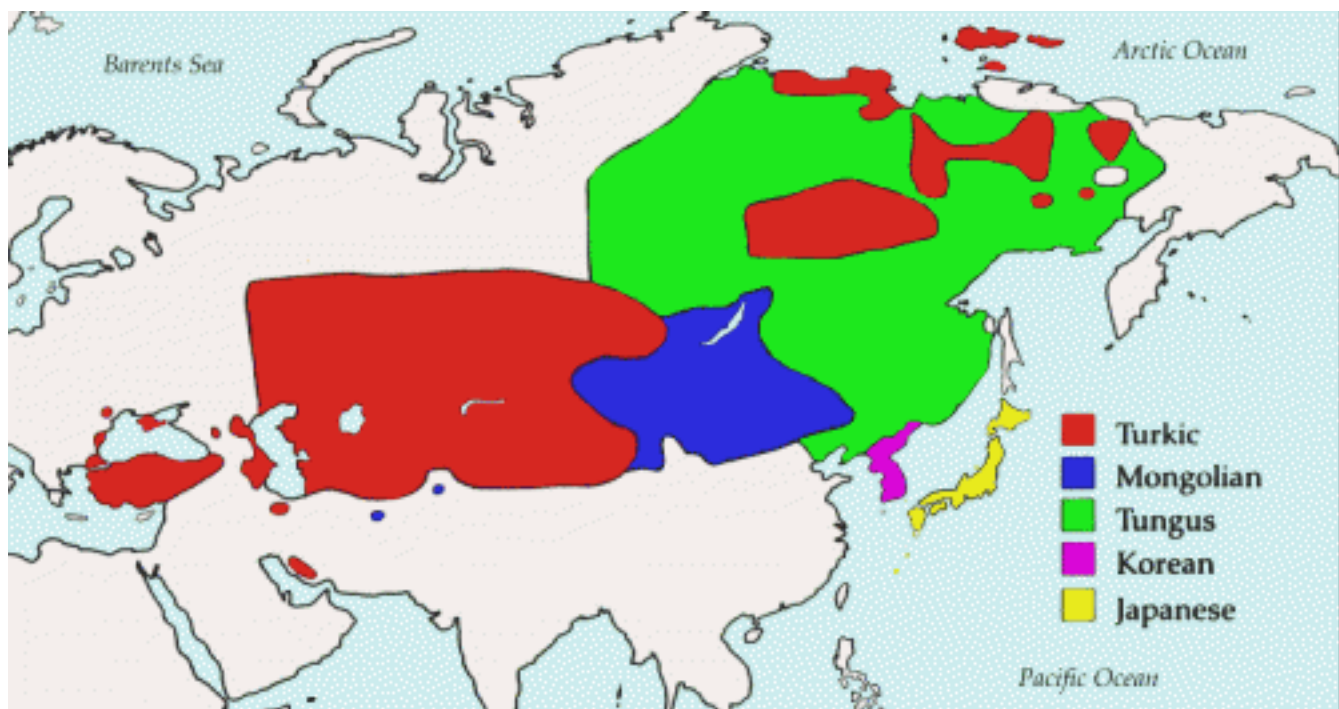 Barents Sea
Arctic Ocean
Turkic
Mongolian
Tungus
Korean
Japanese
Pacific Ocean